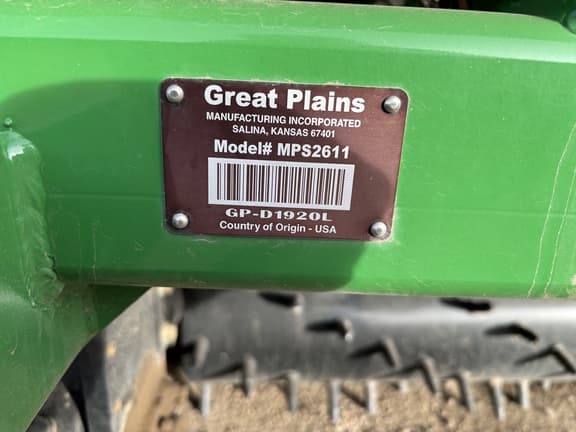 Great Plains
MANUFACTURING INCORPORATED
SALINA, KANSAS 67401
Model# MPS2611
GP-D1920L
Country of Origin - USA